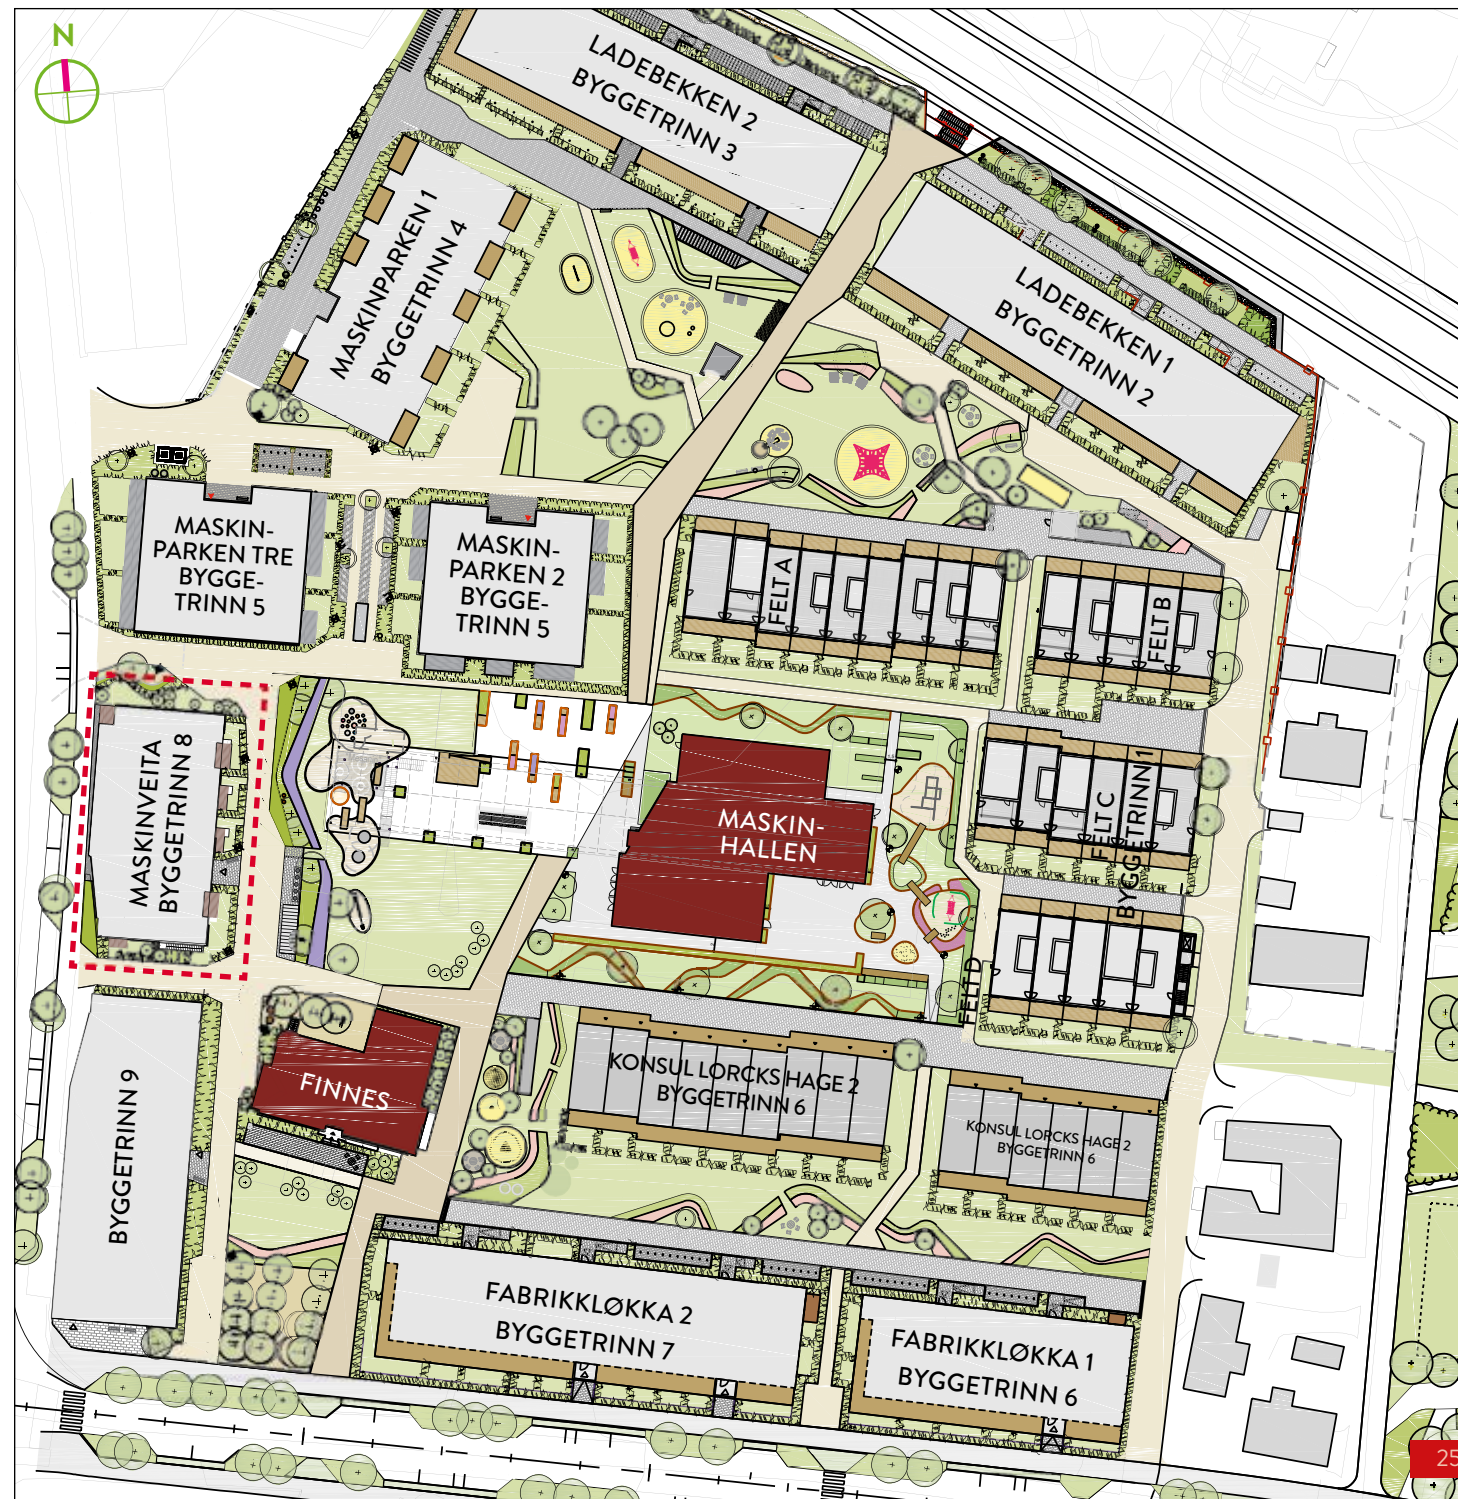 N
LADEBEKKEN 2
BYGGETRINN 3
MASKINPARKEN 1
BYGGETRINN 4
LADEBEKKEN 1
BYGGETRINN 2
MASKIN-
PARKEN TRE
BYGGE-
TRINN 5
MASKIN-
PARKEN 2
BYGGE-
TRINN 5
FELT A
FELT B
MASKINVEITA
BYGGETRINN 8
MASKIN-
HALLEN
FELT C
BYGGETRINN 1
FELT D
BYGGETRINN 9
FINNES
KONSUL LORCKS HAGE 2
BYGGETRINN 6
KONSUL LORCKS HAGE 2
BYGGETRINN 6
FABRIKKLØKKA 2
BYGGETRINN 7
FABRIKKLØKKA 1
BYGGETRINN 6
25